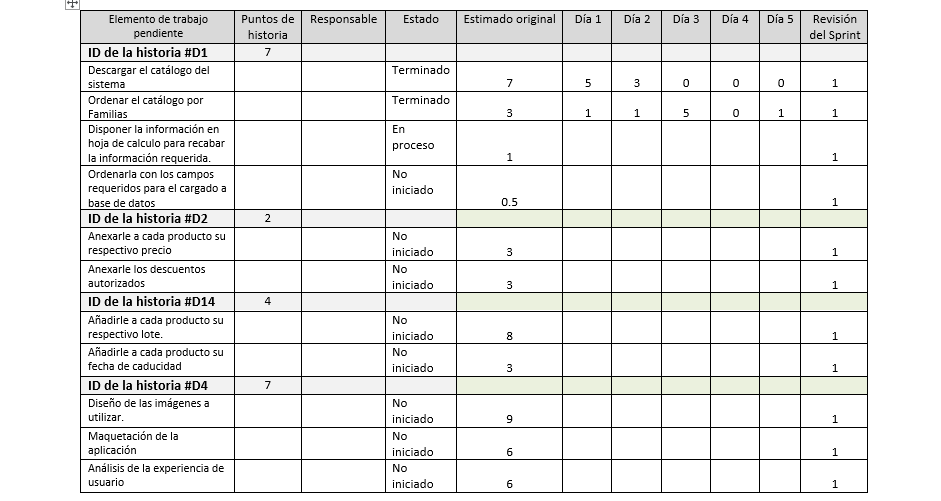 Elemento de trabajo pendiente Puntos de historia Responsable Estado Estimado original Día 1 Día 2 Día 3 Día 4 Día 5 Revisión del Sprint
ID de la historia #D1 7
Descargar el catálogo del sistema Terminado 7 5 3 0 0 0 1
Ordenar el catálogo por Familias Terminado 3 1 1 5 0 1 1
Disponer la información en hoja de calculo para recabar la información requerida. En proceso 1 1
Ordenarla con los campos requeridos para el cargado a base de datos No iniciado 0.5 1
ID de la historia #D2 2
Anexarle a cada producto su respectivo precio No iniciado 3 1
Anexarle los descuentos autorizados No iniciado 3 1
ID de la historia #D14 4
Añadirle a cada producto su respectivo lote. No iniciado 8 1
Añadirle a cada producto su fecha de caducidad No iniciado 3 1
ID de la historia #D4 7
Diseño de las imágenes a utilizar. No iniciado 9 1
Maquetación de la aplicación No iniciado 6 1
Análisis de la experiencia de usuario No iniciado 6 1